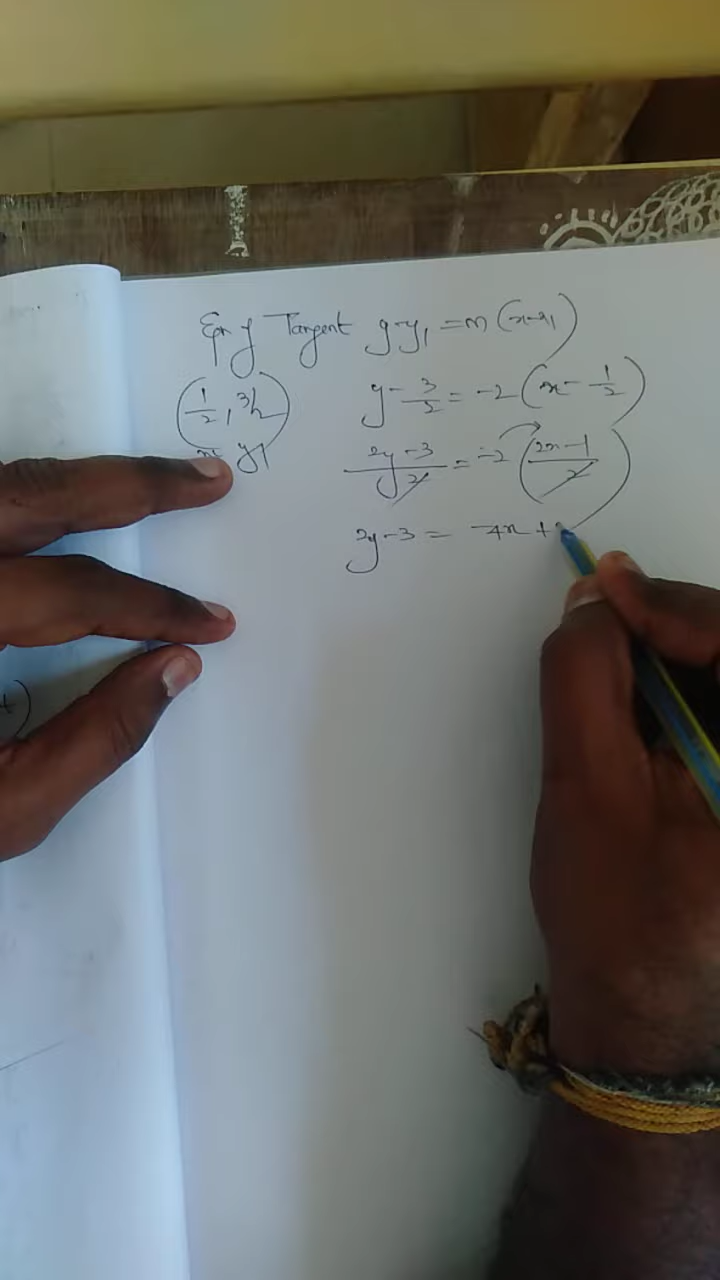 Eqn of Tangent y-y₁ = m(x-x₁)
(1/2, 3/2) y - 3/2 = -2 (x - 1/2)
x₁ y₁ (2y-3)/2 = -2 ((2x-1)/2)
2y-3 = -4x +